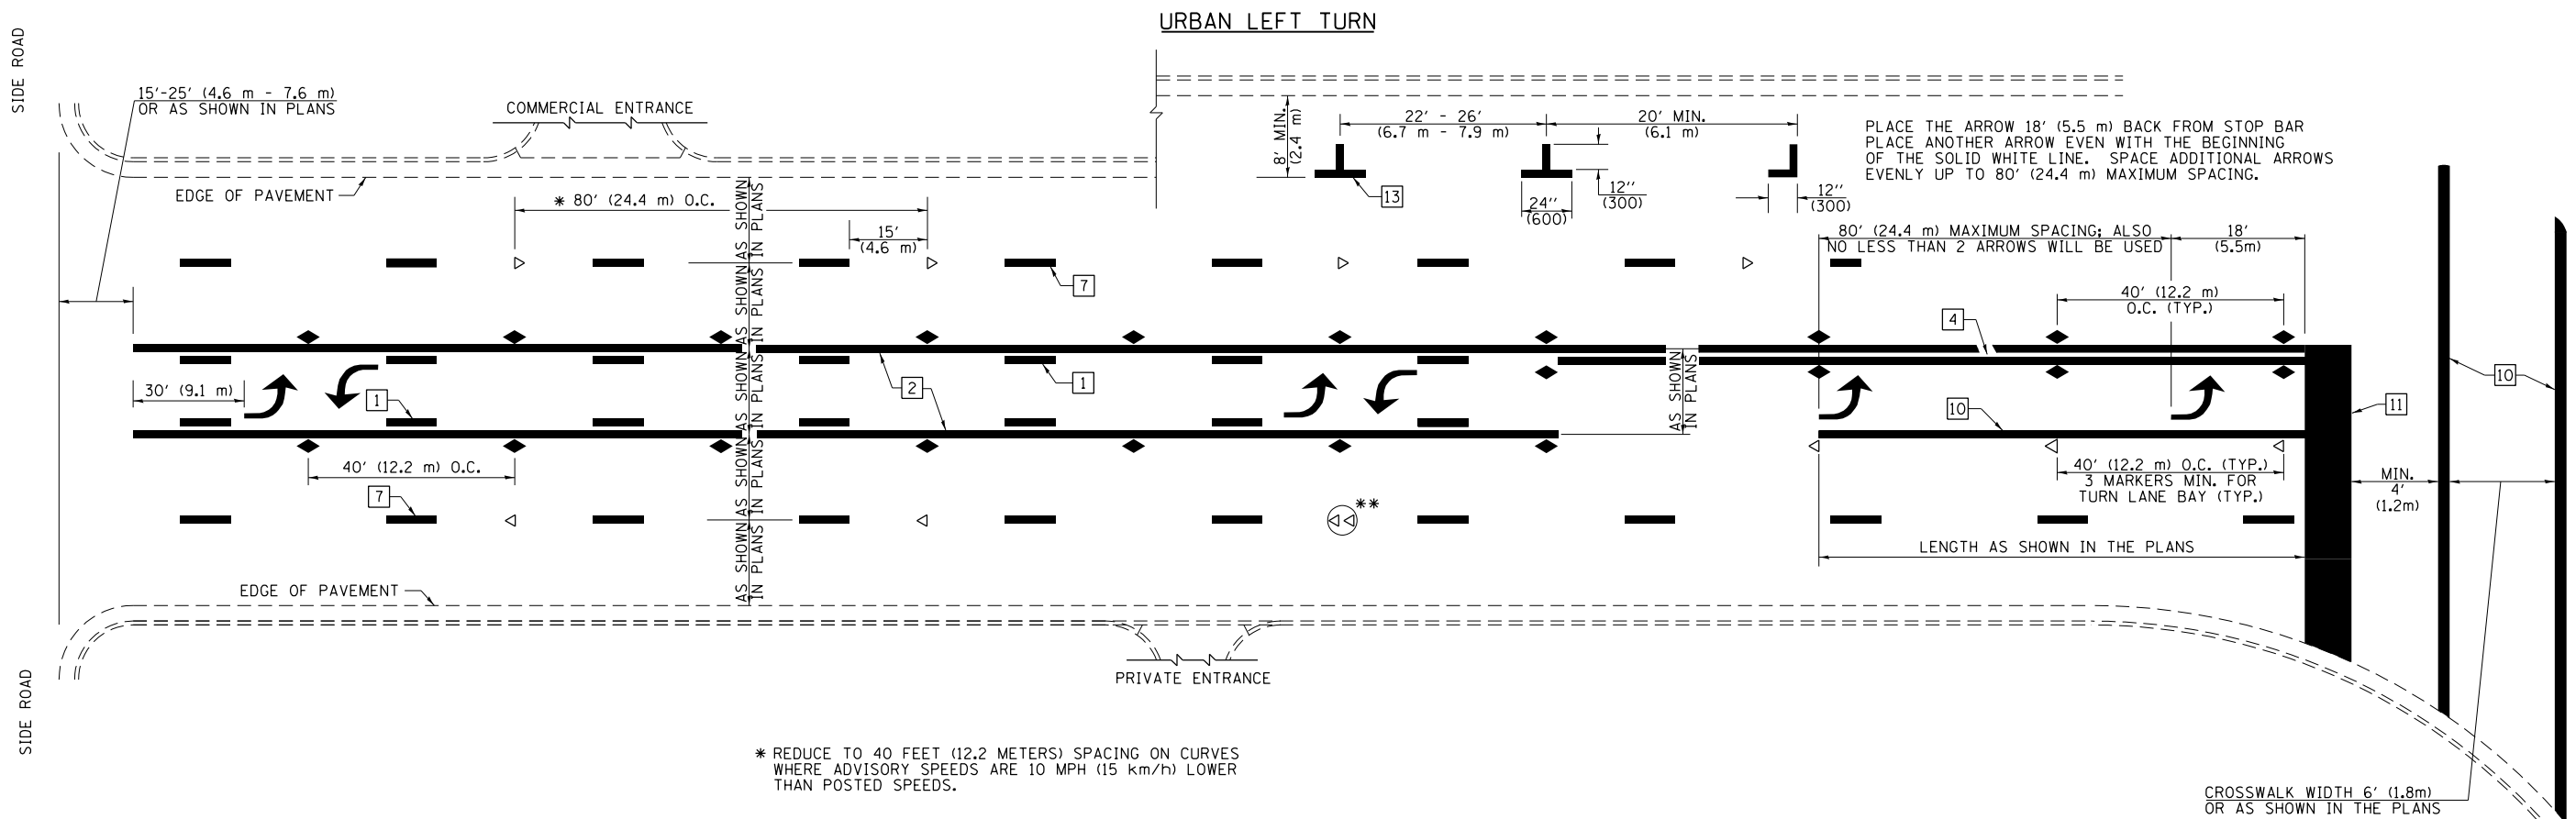 URBAN LEFT TURN
SIDE ROAD
15'-25' (4.6 m - 7.6 m)
OR AS SHOWN IN PLANS
COMMERCIAL ENTRANCE
EDGE OF PAVEMENT
* 80' (24.4 m) O.C.
15'
(4.6 m)
8' MIN.
(2.4 m)
22' - 26'
(6.7 m - 7.9 m)
20' MIN.
(6.1 m)
13
24''
(600)
12''
(300)
12''
(300)
PLACE THE ARROW 18' (5.5 m) BACK FROM STOP BAR
PLACE ANOTHER ARROW EVEN WITH THE BEGINNING
OF THE SOLID WHITE LINE. SPACE ADDITIONAL ARROWS
EVENLY UP TO 80' (24.4 m) MAXIMUM SPACING.
80' (24.4 m) MAXIMUM SPACING; ALSO
NO LESS THAN 2 ARROWS WILL BE USED
18'
(5.5m)
7
40' (12.2 m)
O.C. (TYP.)
4
AS SHOWN
IN PLANS
AS SHOWN
IN PLANS
AS SHOWN
IN PLANS
AS SHOWN
IN PLANS
AS SHOWN
IN PLANS
AS SHOWN
IN PLANS
30' (9.1 m)
1
2
1
10
11
10
40' (12.2 m) O.C.
7
**
40' (12.2 m) O.C. (TYP.)
3 MARKERS MIN. FOR
TURN LANE BAY (TYP.)
MIN.
4'
(1.2m)
LENGTH AS SHOWN IN THE PLANS
EDGE OF PAVEMENT
SIDE ROAD
PRIVATE ENTRANCE
* REDUCE TO 40 FEET (12.2 METERS) SPACING ON CURVES
WHERE ADVISORY SPEEDS ARE 10 MPH (15 km/h) LOWER
THAN POSTED SPEEDS.
CROSSWALK WIDTH 6' (1.8m)
OR AS SHOWN IN THE PLANS